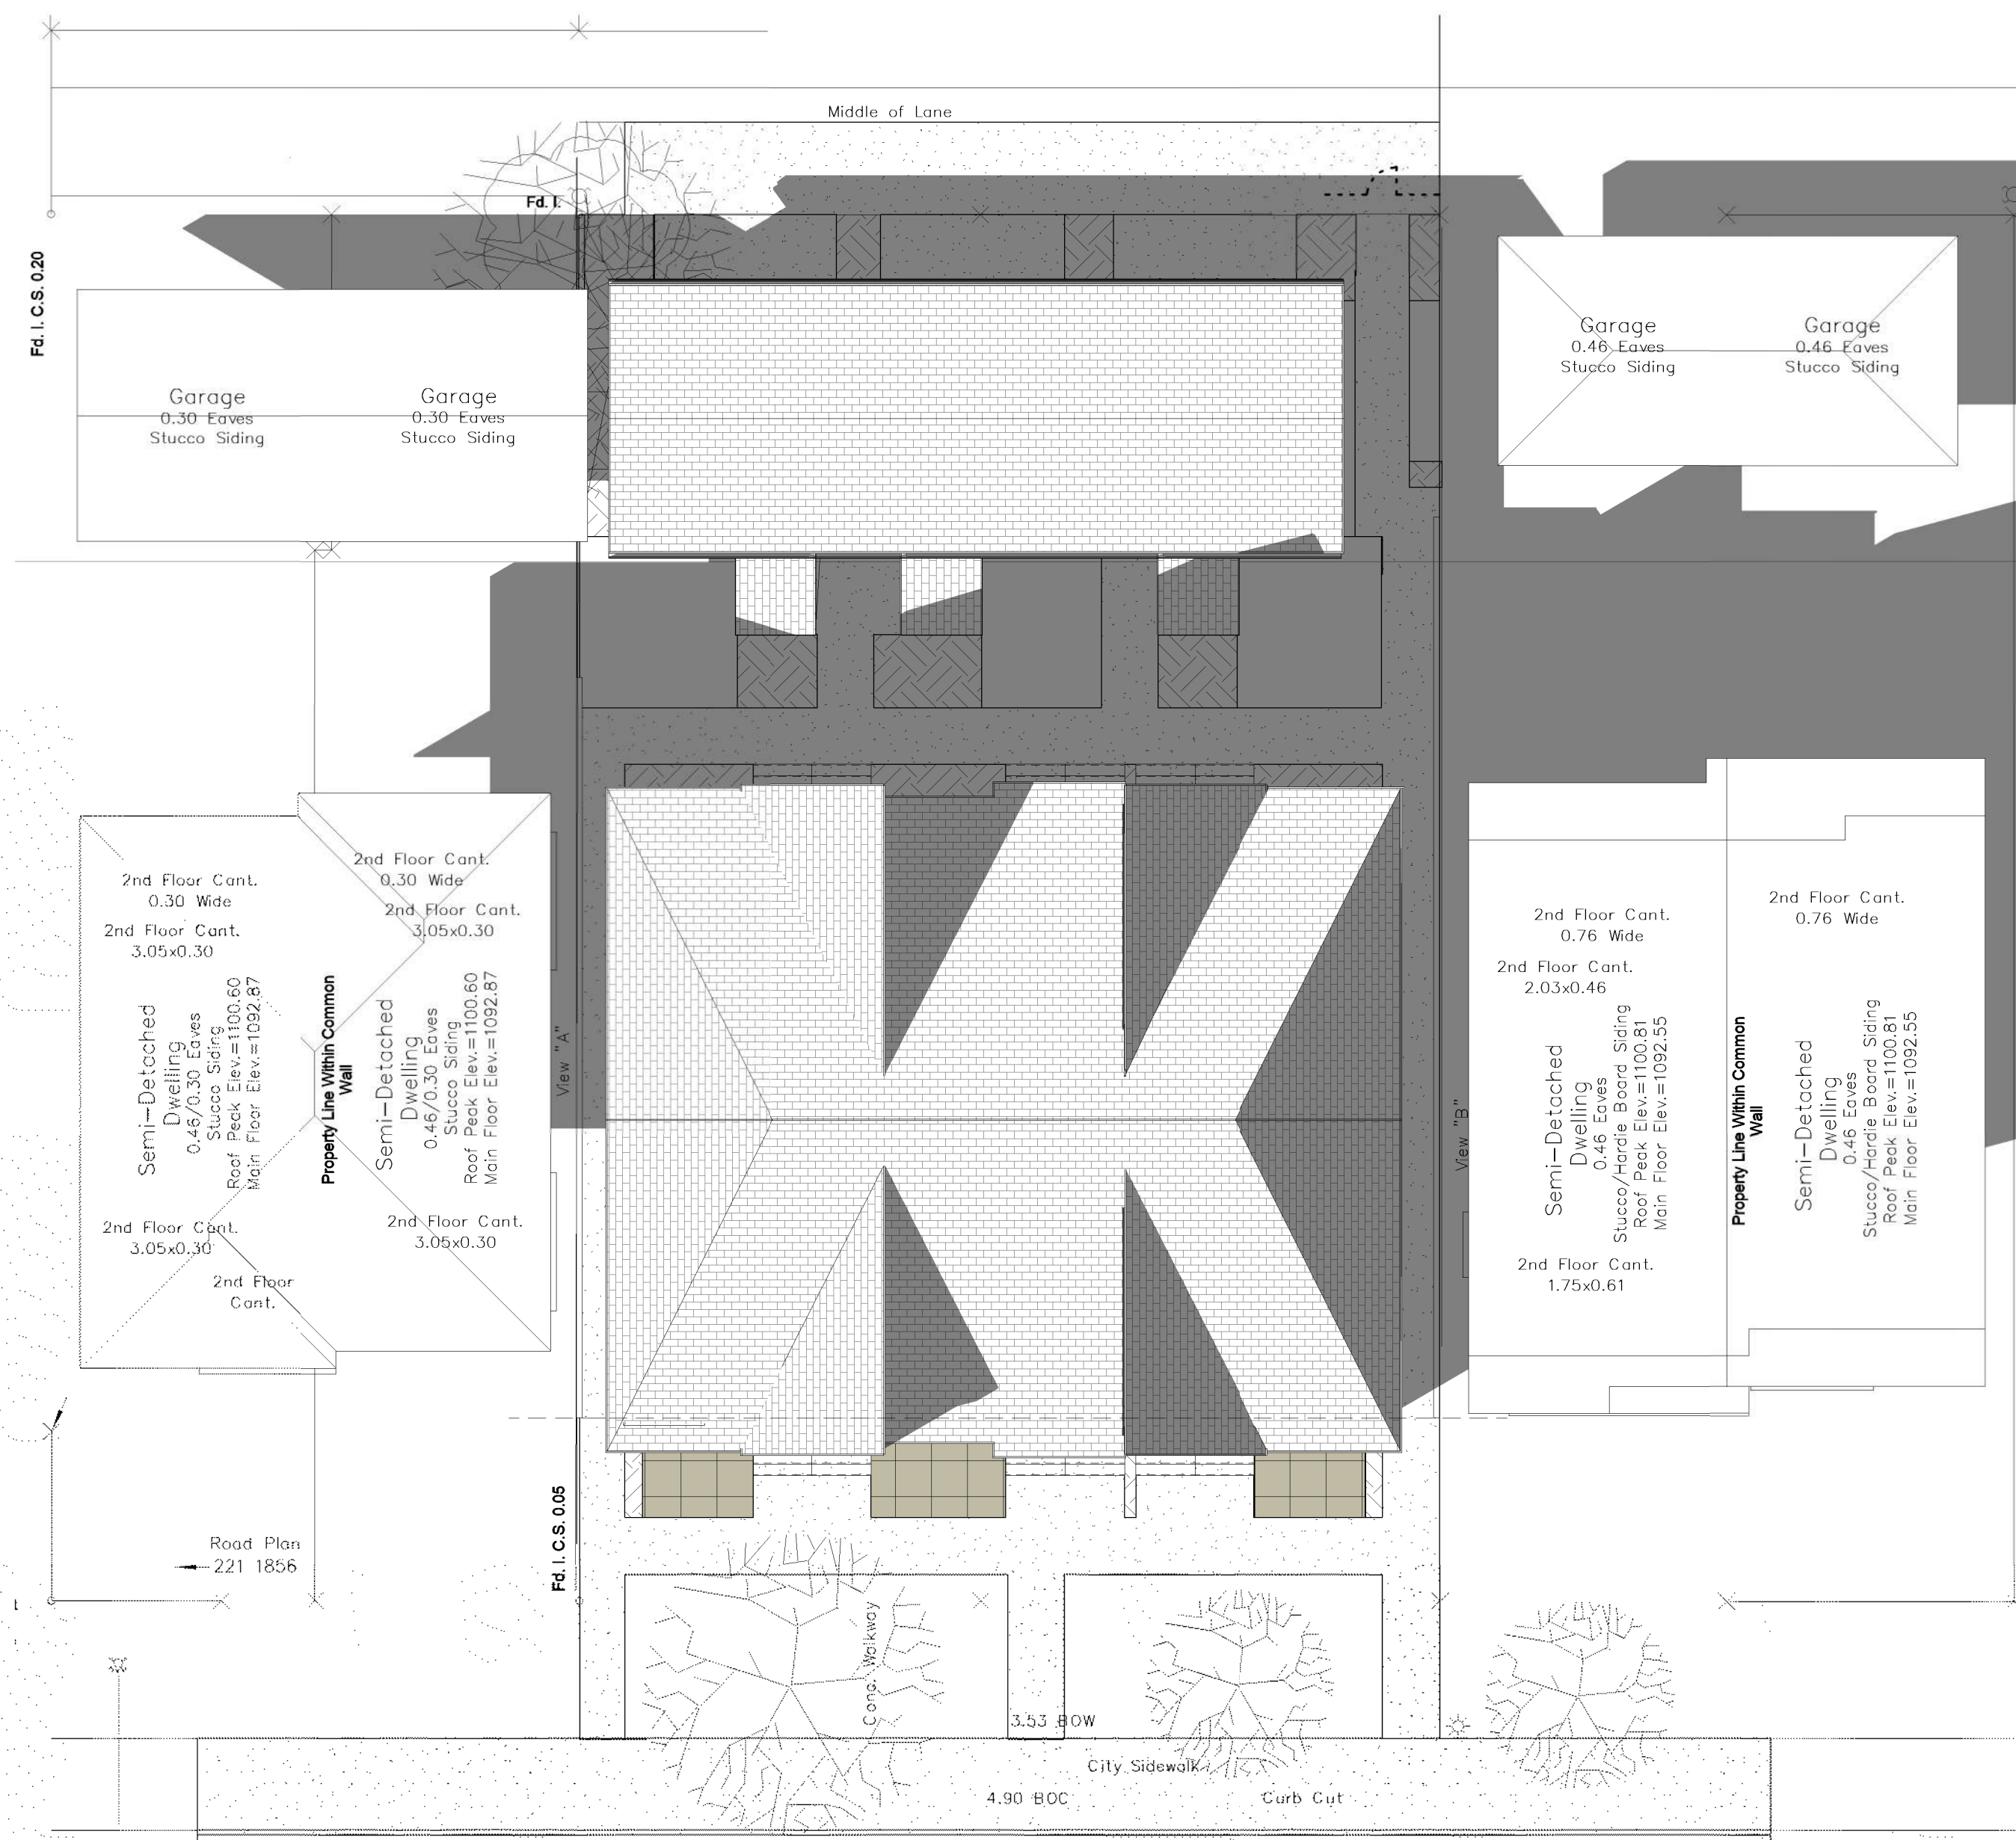 Middle of Lane
Fd. I.
Fd. I. C.S. 0.20
Garage
0.30 Eaves
Stucco Siding
Garage
0.30 Eaves
Stucco Siding
Garage
0.46 Eaves
Stucco Siding
Garage
0.46 Eaves
Stucco Siding
2nd Floor Cant.
0.30 Wide
2nd Floor Cant.
3.05x0.30
2nd Floor Cant.
0.30 Wide
2nd Floor Cant.
3.05x0.30
Semi-Detached
Dwelling
0.46/0.30 Eaves
Stucco Siding
Roof Peak Elev.=1100.60
Main Floor Elev.=1092.87
Property Line Within Common
Wall
Semi-Detached
Dwelling
0.46/0.30 Eaves
Stucco Siding
Roof Peak Elev.=1100.60
Main Floor Elev.=1092.87
View "A"
2nd Floor Cant.
3.05x0.30
2nd Floor
Cant.
2nd Floor Cant.
3.05x0.30
View "B"
2nd Floor Cant.
0.76 Wide
2nd Floor Cant.
2.03x0.46
Semi-Detached
Dwelling
0.46 Eaves
Stucco/Hardie Board Siding
Roof Peak Elev.=1100.81
Main Floor Elev.=1092.55
2nd Floor Cant.
1.75x0.61
Property Line Within Common
Wall
2nd Floor Cant.
0.76 Wide
Semi-Detached
Dwelling
0.46 Eaves
Stucco/Hardie Board Siding
Roof Peak Elev.=1100.81
Main Floor Elev.=1092.55
Fd. I. C.S. 0.05
Road Plan
221 1856
Conc. Walkway
3.53 BOW
City Sidewalk
4.90 BOC
Curb Cut